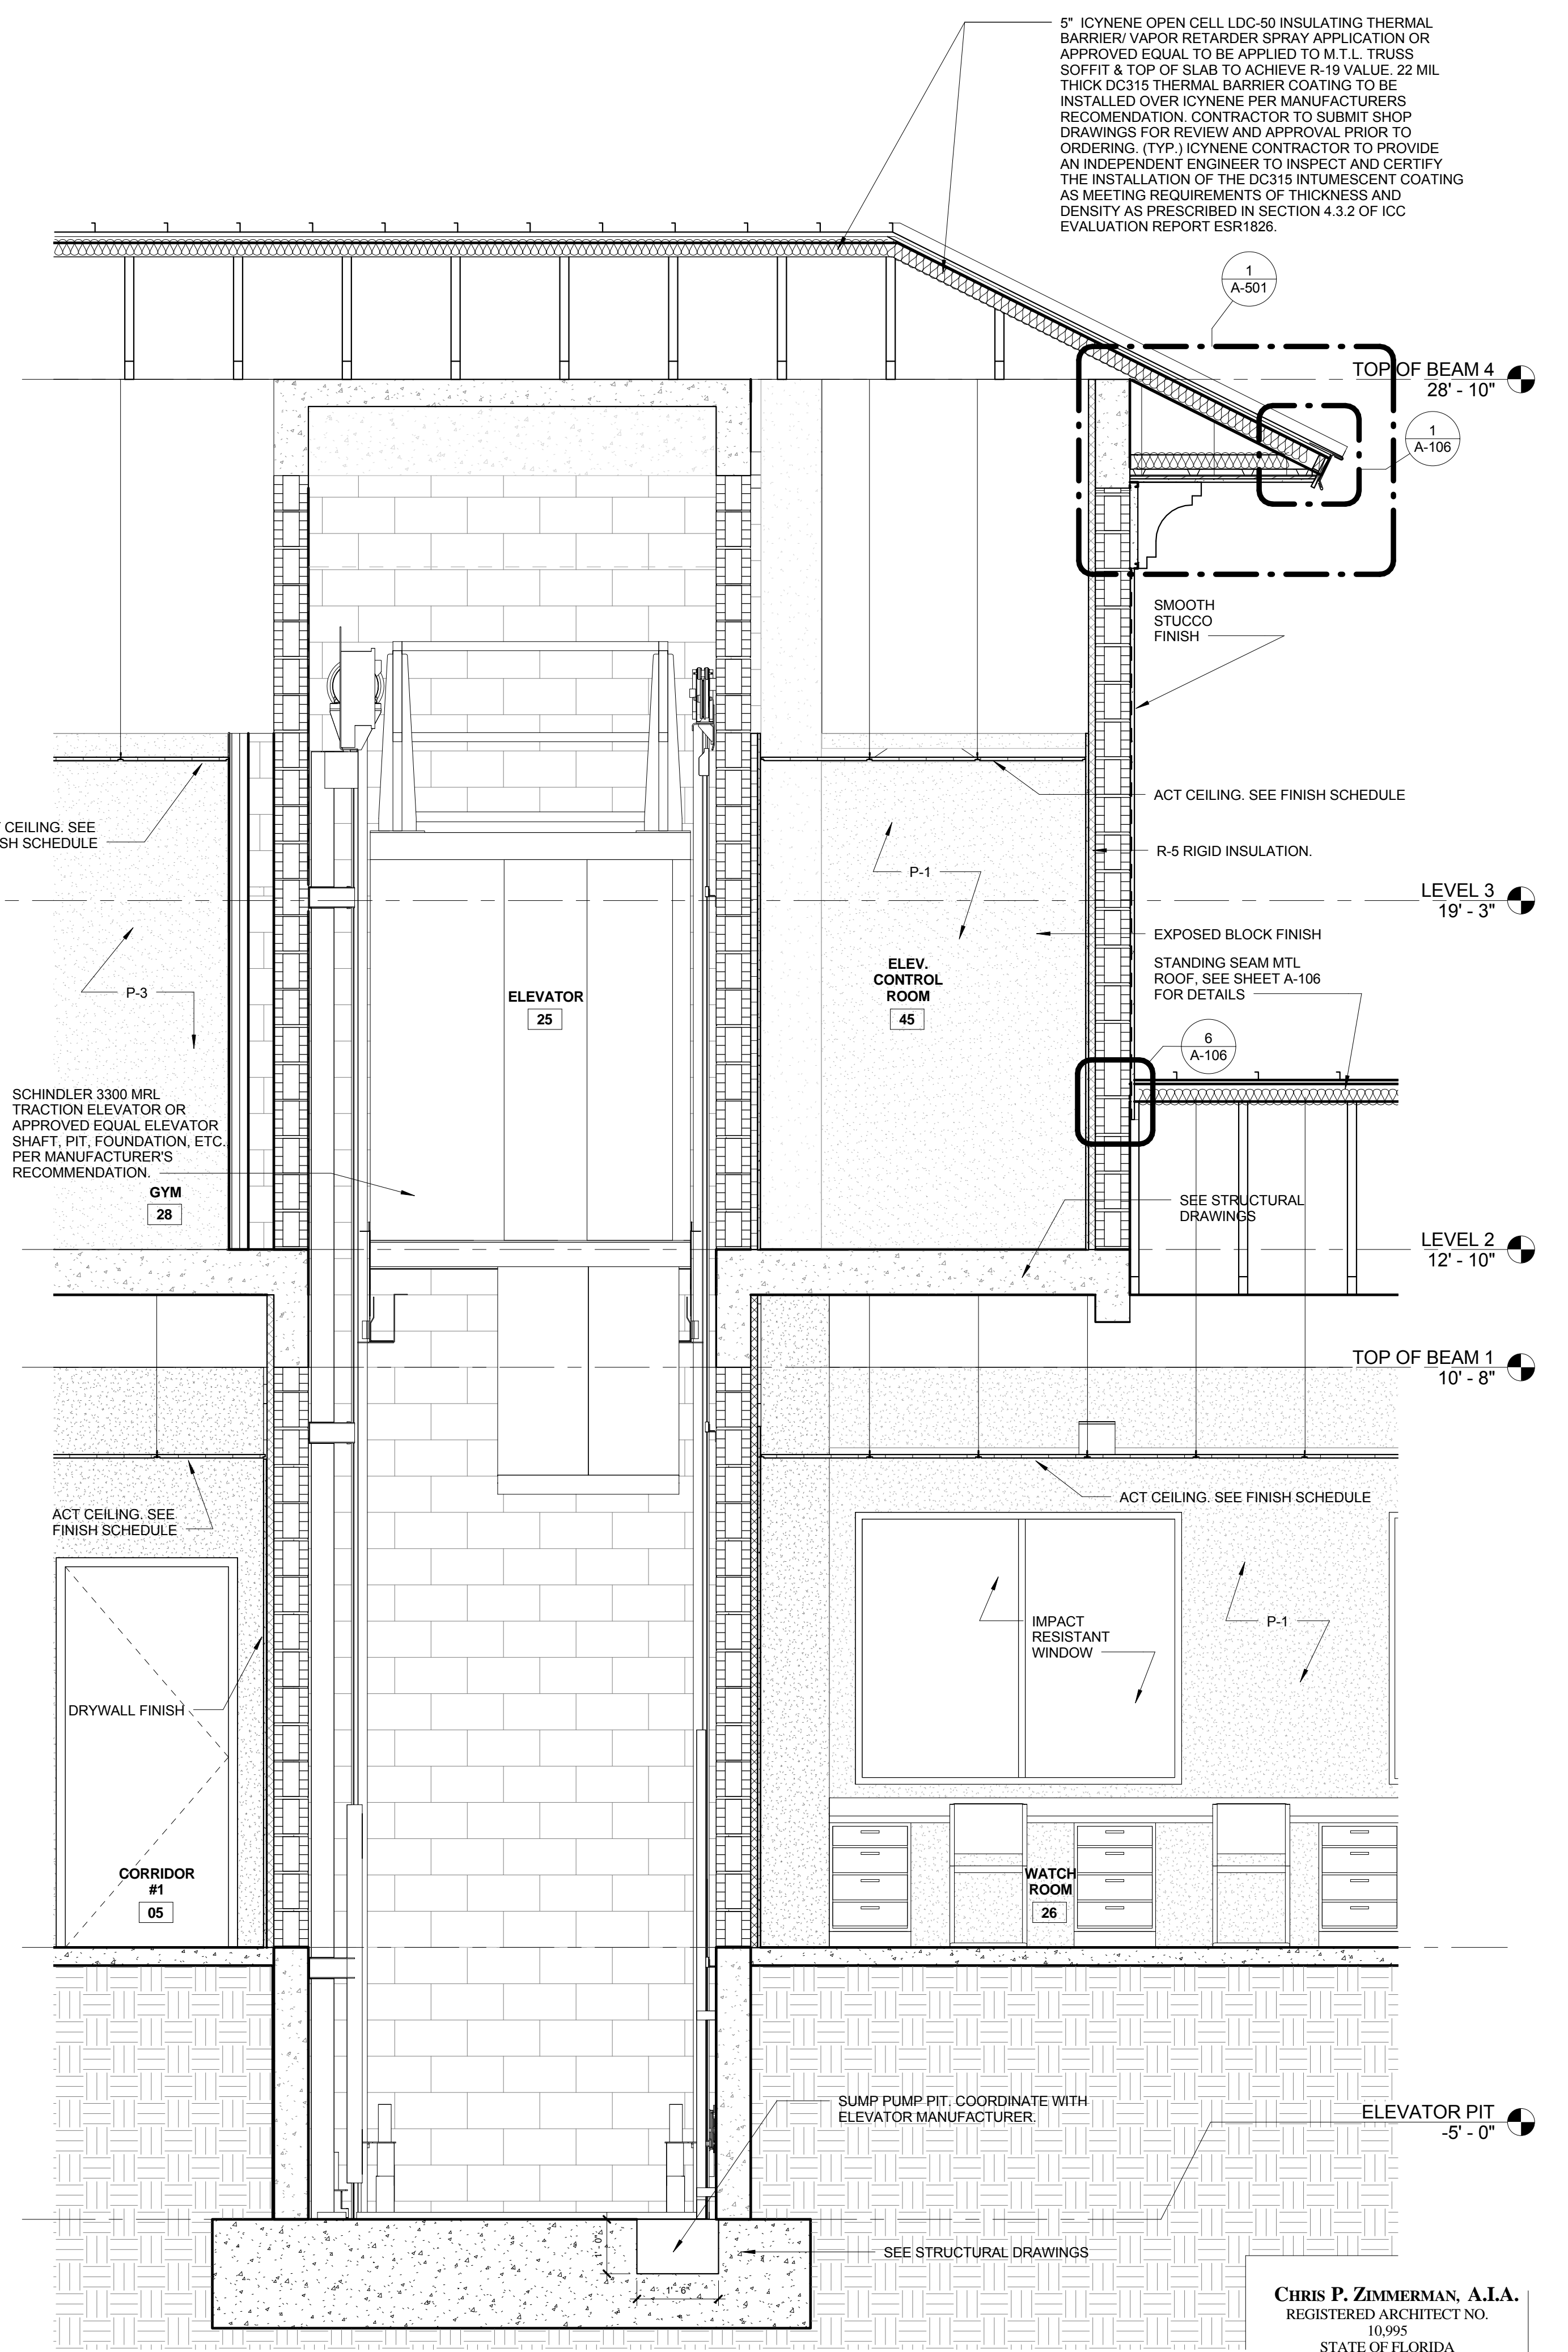 5" ICYNENE OPEN CELL LDC-50 INSULATING THERMAL
BARRIER/ VAPOR RETARDER SPRAY APPLICATION OR
APPROVED EQUAL TO BE APPLIED TO M.T.L. TRUSS
SOFFIT & TOP OF SLAB TO ACHIEVE R-19 VALUE. 22 MIL
THICK DC315 THERMAL BARRIER COATING TO BE
INSTALLED OVER ICYNENE PER MANUFACTURERS
RECOMENDATION. CONTRACTOR TO SUBMIT SHOP
DRAWINGS FOR REVIEW AND APPROVAL PRIOR TO
ORDERING. (TYP.) ICYNENE CONTRACTOR TO PROVIDE
AN INDEPENDENT ENGINEER TO INSPECT AND CERTIFY
THE INSTALLATION OF THE DC315 INTUMESCENT COATING
AS MEETING REQUIREMENTS OF THICKNESS AND
DENSITY AS PRESCRIBED IN SECTION 4.3.2 OF ICC
EVALUATION REPORT ESR1826.
1
A-501
TOP OF BEAM 4
28' - 10"
1
A-106
SMOOTH
STUCCO
FINISH
ACT CEILING. SEE FINISH SCHEDULE
CEILING. SEE
SH SCHEDULE
R-5 RIGID INSULATION.
P-1
LEVEL 3
19' - 3"
EXPOSED BLOCK FINISH
STANDING SEAM MTL
ROOF, SEE SHEET A-106
FOR DETAILS
P-3
ELEVATOR
25
ELEV.
CONTROL
ROOM
45
6
A-106
SCHINDLER 3300 MRL
TRACTION ELEVATOR OR
APPROVED EQUAL ELEVATOR
SHAFT, PIT, FOUNDATION, ETC.
PER MANUFACTURER'S
RECOMMENDATION.
GYM
28
SEE STRUCTURAL
DRAWINGS
LEVEL 2
12' - 10"
TOP OF BEAM 1
10' - 8"
ACT CEILING. SEE
FINISH SCHEDULE
ACT CEILING. SEE FINISH SCHEDULE
IMPACT
RESISTANT
WINDOW
P-1
DRYWALL FINISH
CORRIDOR
#1
05
WATCH
ROOM
26
SUMP PUMP PIT. COORDINATE WITH
ELEVATOR MANUFACTURER.
ELEVATOR PIT
-5' - 0"
1' - 0"
SEE STRUCTURAL DRAWINGS
1' - 6"
CHRIS P. ZIMMERMAN, A.I.A.
REGISTERED ARCHITECT NO.
10,995
STATE OF FLORIDA